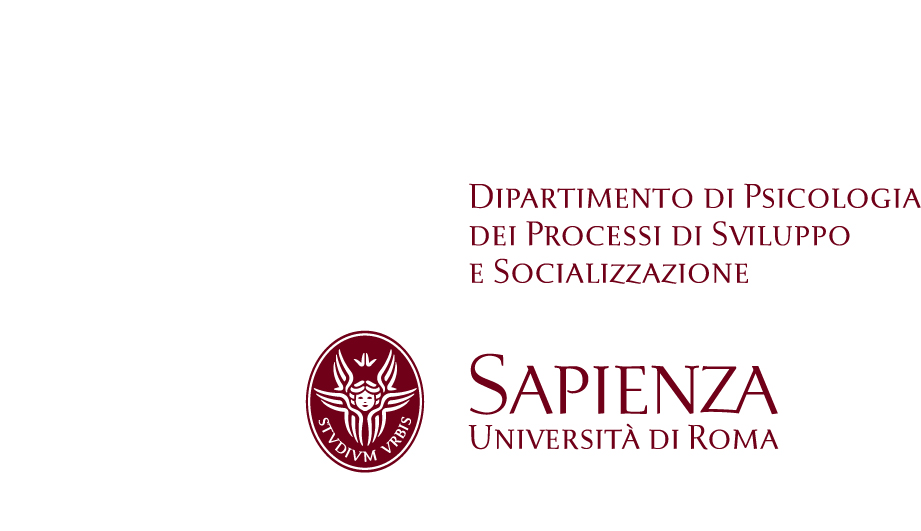 Dipartimento di Psicologia
dei Processi di Sviluppo
e Socializzazione
STVDIVM VRBIS
Sapienza
Università di Roma